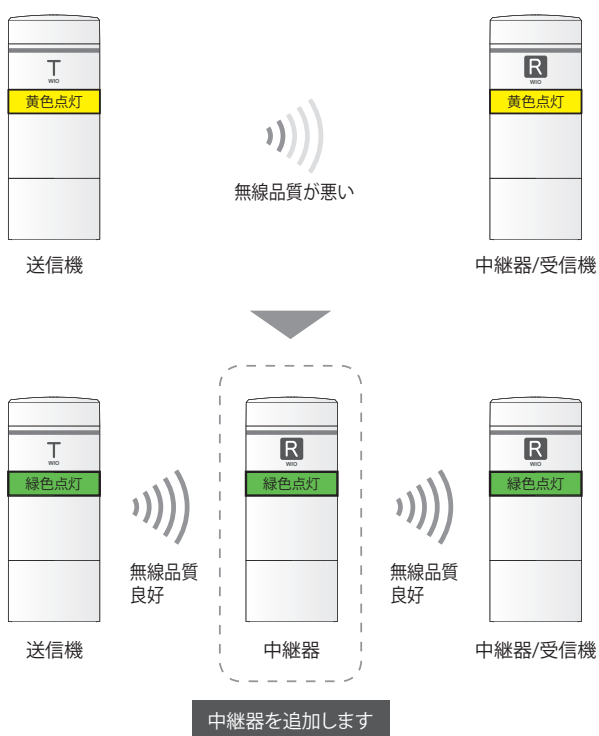 T
WIO
黄色点灯
R
WIO
黄色点灯
無線品質が悪い
送信機
中継器/受信機
T
WIO
緑色点灯
R
WIO
緑色点灯
R
WIO
緑色点灯
無線品質
良好
無線品質
良好
送信機
中継器
中継器/受信機
中継器を追加します